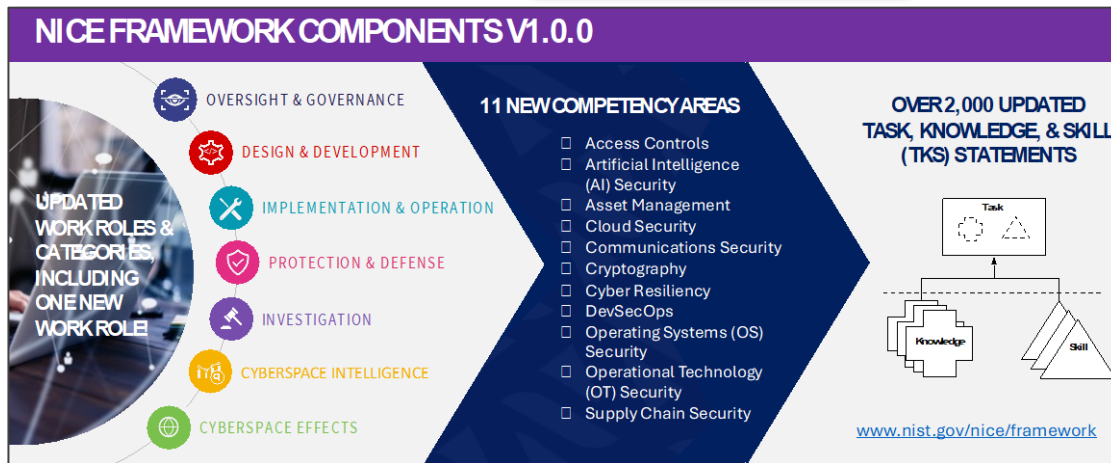 NICE FRAMEWORK COMPONENTS V1.0.0
UPDATED
WORK ROLES &
CATEGORIES,
INCLUDING
ONE NEW
WORK ROLE!
OVERSIGHT & GOVERNANCE
DESIGN & DEVELOPMENT
IMPLEMENTATION & OPERATION
PROTECTION & DEFENSE
INVESTIGATION
CYBERSPACE INTELLIGENCE
CYBERSPACE EFFECTS
11 NEW COMPETENCY AREAS
Access Controls
Artificial Intelligence
(AI) Security
Asset Management
Cloud Security
Communications Security
Cryptography
Cyber Resiliency
DevSecOps
Operating Systems (OS)
Security
Operational Technology
(OT) Security
Supply Chain Security
OVER 2,000 UPDATED
TASK, KNOWLEDGE, & SKILL
(TKS) STATEMENTS
Task
Knowledge
Skill
www.nist.gov/nice/framework